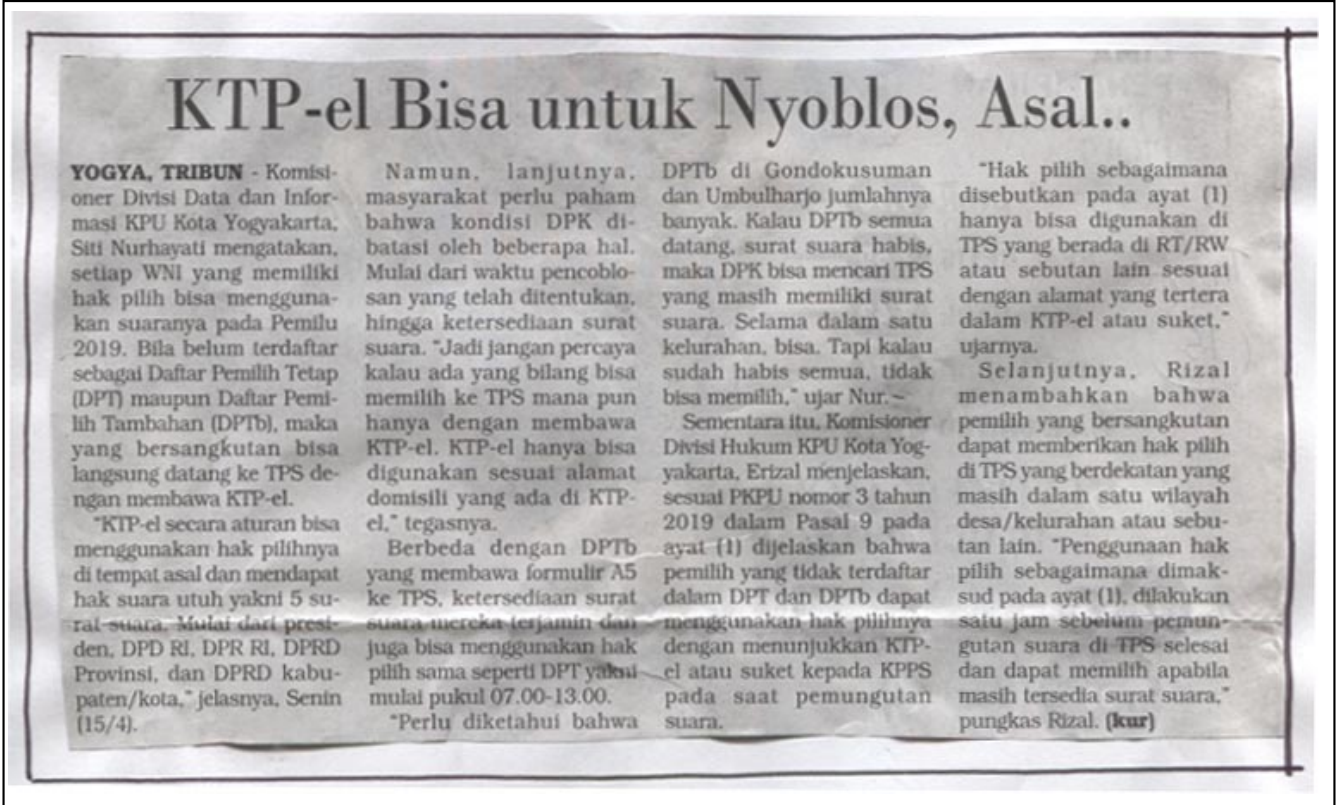 KTP-el Bisa untuk Nyoblos, Asal..
YOGYA, TRIBUN - Komisi-
oner Divisi Data dan Infor-
masi KPU Kota Yogyakarta,
Siti Nurhayati mengatakan,
setiap WNI yang memiliki
hak pilih bisa mengguna-
kan suaranya pada Pemilu
2019. Bila belum terdaftar
sebagai Daftar Pemilih Tetap
(DPT) maupun Daftar Pemi-
lih Tambahan (DPTb), maka
yang bersangkutan bisa
langsung datang ke TPS de-
ngan membawa KTP-el.
"KTP-el secara aturan bisa
menggunakan hak pilihnya
di tempat asal dan mendapat
hak suara utuh yakni 5 su-
rat suara. Mulai dari presi-
den, DPD RI, DPR RI, DPRD
Provinsi, dan DPRD kabu-
paten/kota," jelasnya, Senin
(15/4).
Namun, lanjutnya,
masyarakat perlu paham
bahwa kondisi DPK di-
batasi oleh beberapa hal.
Mulai dari waktu pencoblo-
san yang telah ditentukan,
hingga ketersediaan surat
suara. "Jadi jangan percaya
kalau ada yang bilang bisa
memilih ke TPS mana pun
hanya dengan membawa
KTP-el. KTP-el hanya bisa
digunakan sesuai alamat
domisili yang ada di KTP-
el," tegasnya.
Berbeda dengan DPTb
yang membawa formulir A5
ke TPS, ketersediaan surat
suara mereka terjamin dan
juga bisa menggunakan hak
pilih sama seperti DPT yakni
mulai pukul 07.00-13.00.
"Perlu diketahui bahwa
DPTb di Gondokusuman
dan Umbulharjo jumlahnya
banyak. Kalau DPTb semua
datang, surat suara habis,
maka DPK bisa mencari TPS
yang masih memiliki surat
suara. Selama dalam satu
kelurahan, bisa. Tapi kalau
sudah habis semua, tidak
bisa memilih," ujar Nur.
Sementara itu, Komisioner
Divisi Hukum KPU Kota Yog-
yakarta, Erizal menjelaskan,
sesuai PKPU nomor 3 tahun
2019 dalam Pasal 9 pada
ayat (1) dijelaskan bahwa
pemilih yang tidak terdaftar
dalam DPT dan DPTb dapat
menggunakan hak pilihnya
dengan menunjukkan KTP-
el atau suket kepada KPPS
pada saat pemungutan
suara.
"Hak pilih sebagaimana
disebutkan pada ayat (1)
hanya bisa digunakan di
TPS yang berada di RT/RW
atau sebutan lain sesuai
dengan alamat yang tertera
dalam KTP-el atau suket,"
ujarnya.
Selanjutnya, Rizal
menambahkan bahwa
pemilih yang bersangkutan
dapat memberikan hak pilih
di TPS yang berdekatan yang
masih dalam satu wilayah
desa/kelurahan atau sebu-
tan lain. "Penggunaan hak
pilih sebagaimana dimak-
sud pada ayat (1), dilakukan
satu jam sebelum pemun-
gutan suara di TPS selesai
dan dapat memilih apabila
masih tersedia surat suara,"
pungkas Rizal. (kur)